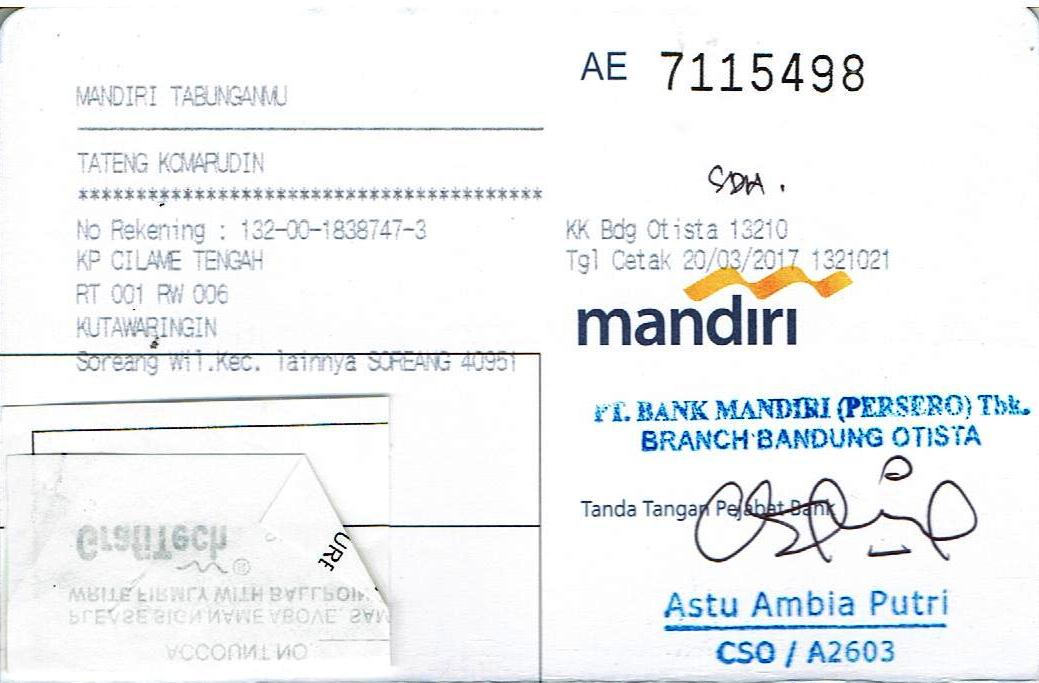 MANDIRI TABUNGANMU
TATENG KOMARUDIN
******************************************
No Rekening : 132-00-1838747-3
KP CILAME TENGAH
RT 001 RW 006
KUTAWARINGIN
Soreang Wil.Kec. lainnya SOREANG 40951
GrafiTech ®
WRITE FIRMLY WITH BALLPOIN
PLEASE SIGN NAME ABOVE, SAM
ACCOUNT NO.
URE
AE 7115498
KK Bdg Otista 13210
Tgl Cetak 20/03/2017 1321021
mandiri
PT. BANK MANDIRI (PERSERO) Tbk.
BRANCH BANDUNG OTISTA
Tanda Tangan Pejabat Bank
Astu Ambia Putri
CSO / A2603